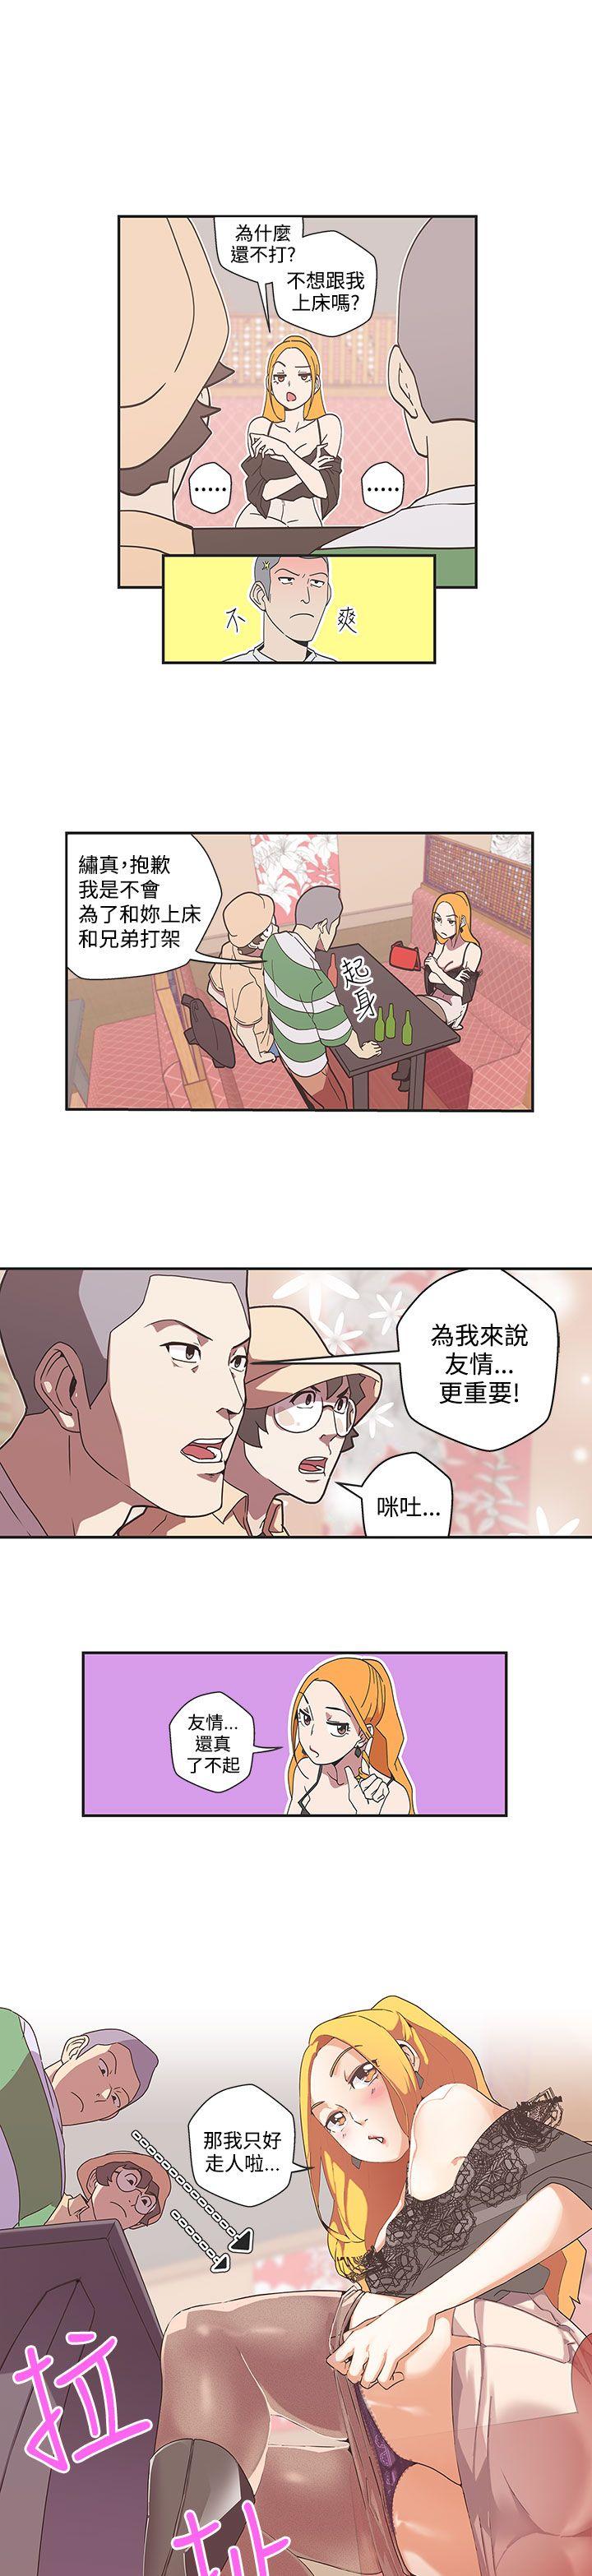 為什麼
還不打?
不想跟我
上床嗎?
.....
.....
不 爽
繡真,抱歉
我是不會
為了和妳上床
和兄弟打架
起身
為我來說
友情...
更重要!
咪吐...
友情...
還真
了不起
那我只好
走人啦...
拉
扯